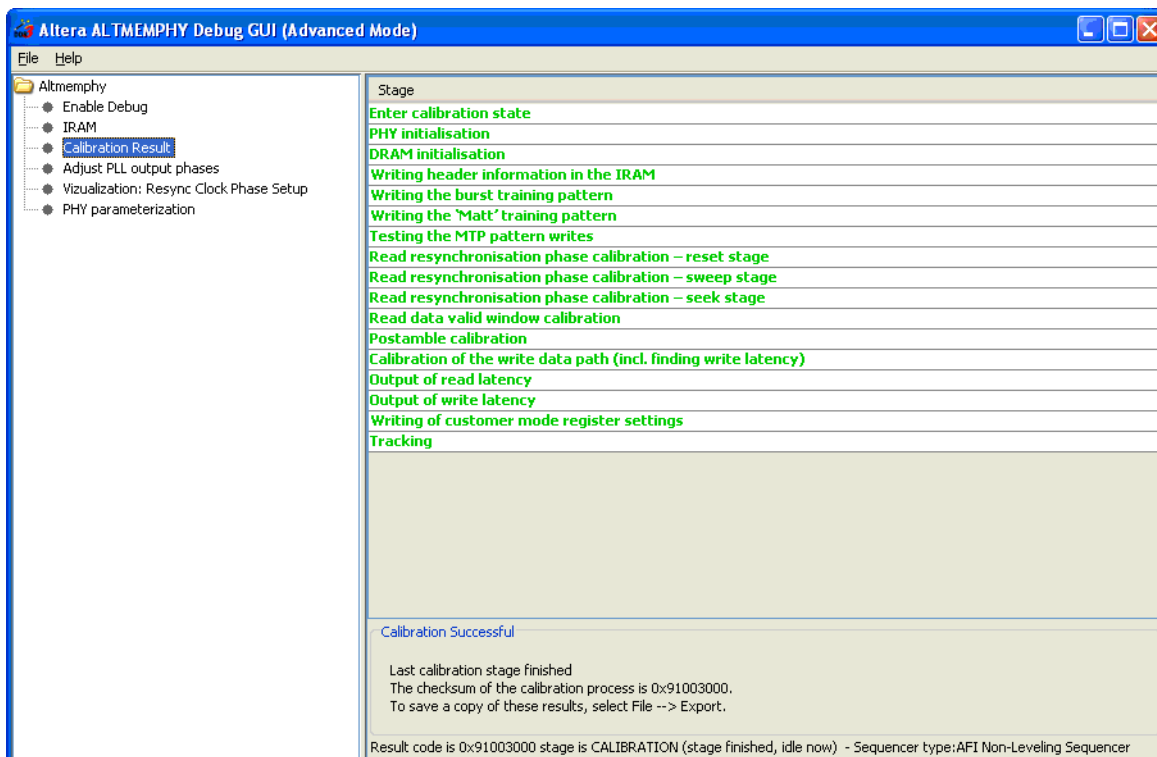 Altera ALTMEMPHY Debug GUI (Advanced Mode)
File Help
Altmemphy
Enable Debug
IRAM
Calibration Result
Adjust PLL output phases
Vizualization: Resync Clock Phase Setup
PHY parameterization
Stage
Enter calibration state
PHY initialisation
DRAM initialisation
Writing header information in the IRAM
Writing the burst training pattern
Writing the ‘Matt’ training pattern
Testing the MTP pattern writes
Read resynchronisation phase calibration – reset stage
Read resynchronisation phase calibration – sweep stage
Read resynchronisation phase calibration – seek stage
Read data valid window calibration
Postamble calibration
Calibration of the write data path (incl. finding write latency)
Output of read latency
Output of write latency
Writing of customer mode register settings
Tracking
Calibration Successful
Last calibration stage finished
The checksum of the calibration process is 0x91003000.
To save a copy of these results, select File --> Export.
Result code is 0x91003000 stage is CALIBRATION (stage finished, idle now) - Sequencer type:AFI Non-Leveling Sequencer